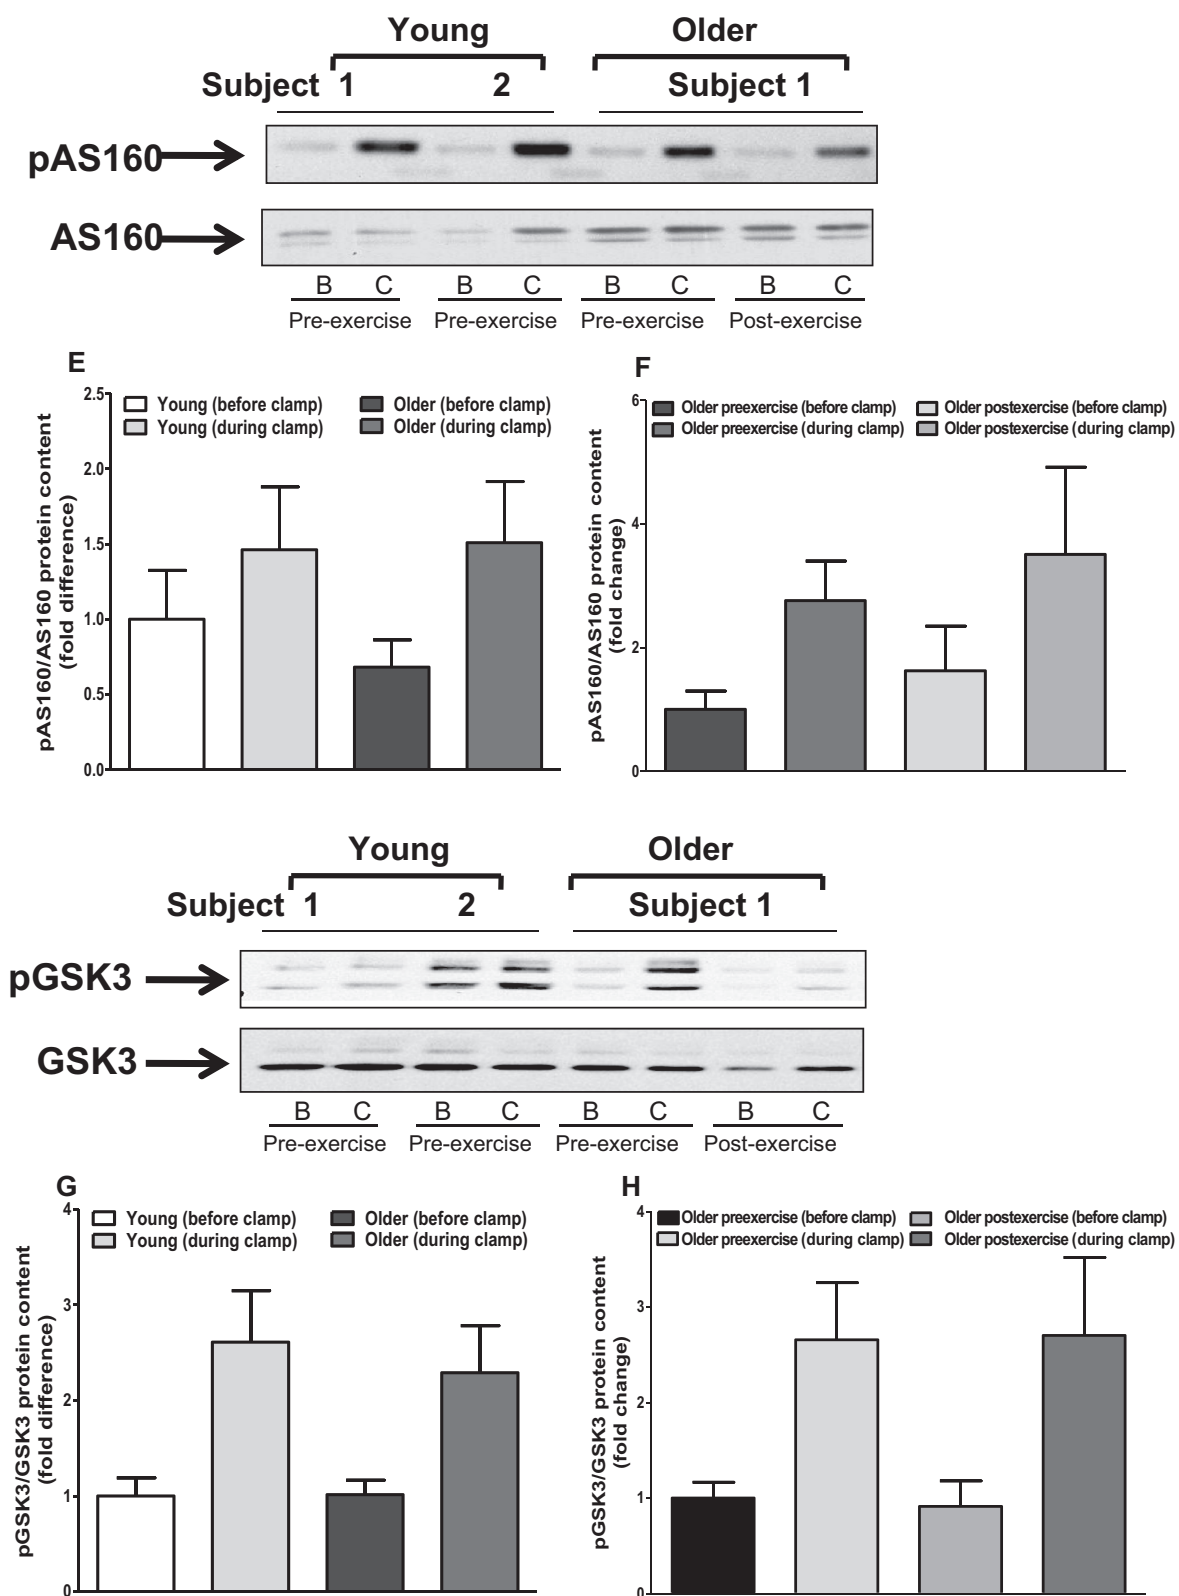 Young Older
Subject 1 2 Subject 1
pAS160
AS160
B C B C B C B C
Pre-exercise Pre-exercise Pre-exercise Post-exercise
E
pAS160/AS160 protein content
(fold difference)
2.5
2.0
1.5
1.0
0.5
0.0
Young (before clamp) Older (before clamp)
Young (during clamp) Older (during clamp)
F
pAS160/AS160 protein content
(fold change)
6
4
2
0
Older preexercise (before clamp) Older postexercise (before clamp)
Older preexercise (during clamp) Older postexercise (during clamp)
Young Older
Subject 1 2 Subject 1
pGSK3
GSK3
B C B C B C B C
Pre-exercise Pre-exercise Pre-exercise Post-exercise
G
pGSK3/GSK3 protein content
(fold difference)
4
3
2
1
0
Young (before clamp) Older (before clamp)
Young (during clamp) Older (during clamp)
H
pGSK3/GSK3 protein content
(fold change)
4
3
2
1
0
Older preexercise (before clamp) Older postexercise (before clamp)
Older preexercise (during clamp) Older postexercise (during clamp)